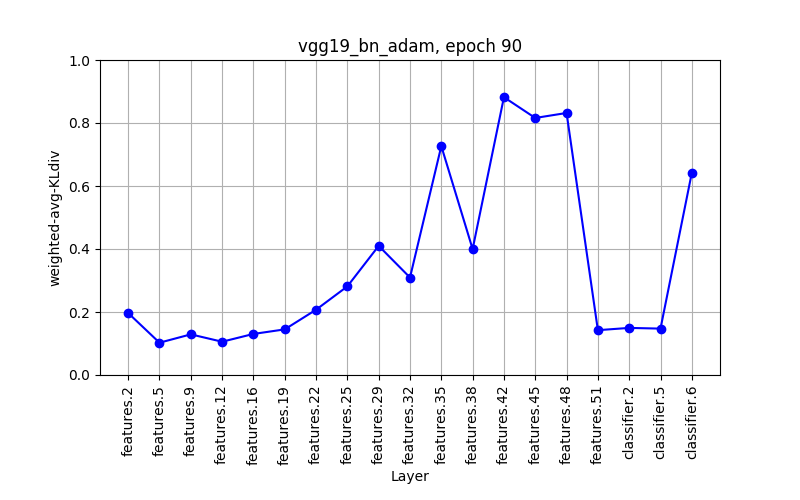 vgg19_bn_adam, epoch 90
1.0
0.8
0.6
0.4
0.2
0.0
weighted-avg-KLdiv
features.2
features.5
features.9
features.12
features.16
features.19
features.22
features.25
features.29
features.32
features.35
features.38
features.42
features.45
features.48
features.51
classifier.2
classifier.5
classifier.6
Layer